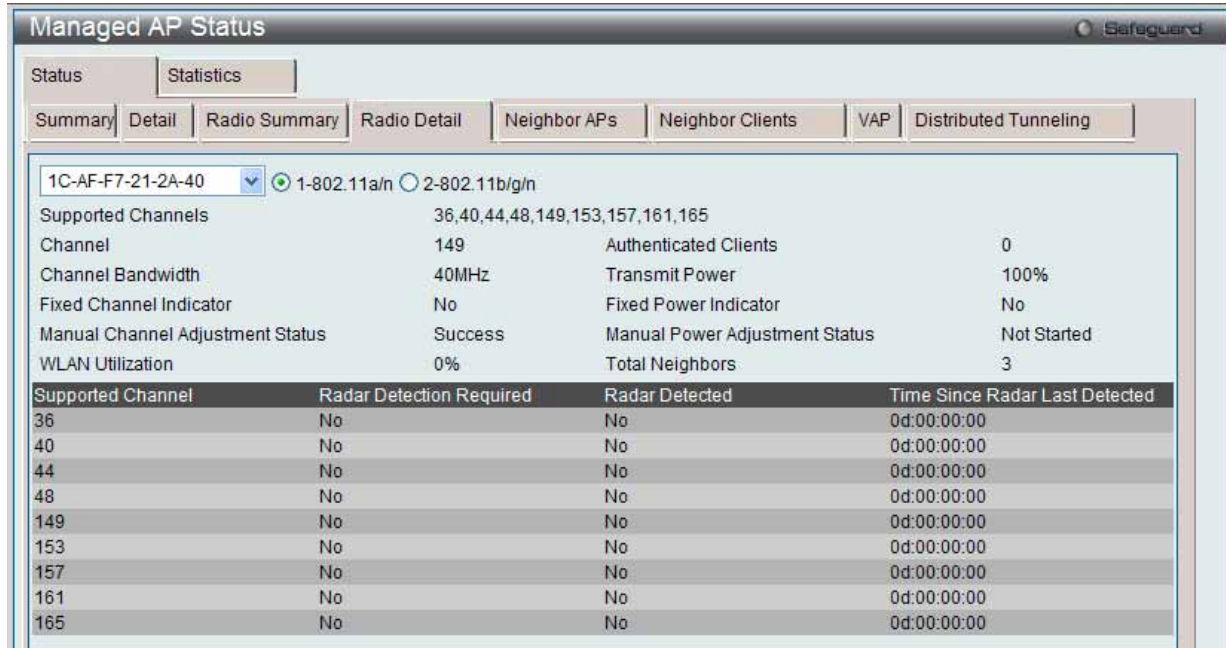 Managed AP Status
Safeguard
Status Statistics
Summary Detail Radio Summary Radio Detail Neighbor APs Neighbor Clients VAP Distributed Tunneling
1C-AF-F7-21-2A-40 1-802.11a/n 2-802.11b/g/n
Supported Channels 36,40,44,48,149,153,157,161,165
Channel 149 Authenticated Clients 0
Channel Bandwidth 40MHz Transmit Power 100%
Fixed Channel Indicator No Fixed Power Indicator No
Manual Channel Adjustment Status Success Manual Power Adjustment Status Not Started
WLAN Utilization 0% Total Neighbors 3
Supported Channel Radar Detection Required Radar Detected Time Since Radar Last Detected
36 No No 0d:00:00:00
40 No No 0d:00:00:00
44 No No 0d:00:00:00
48 No No 0d:00:00:00
149 No No 0d:00:00:00
153 No No 0d:00:00:00
157 No No 0d:00:00:00
161 No No 0d:00:00:00
165 No No 0d:00:00:00